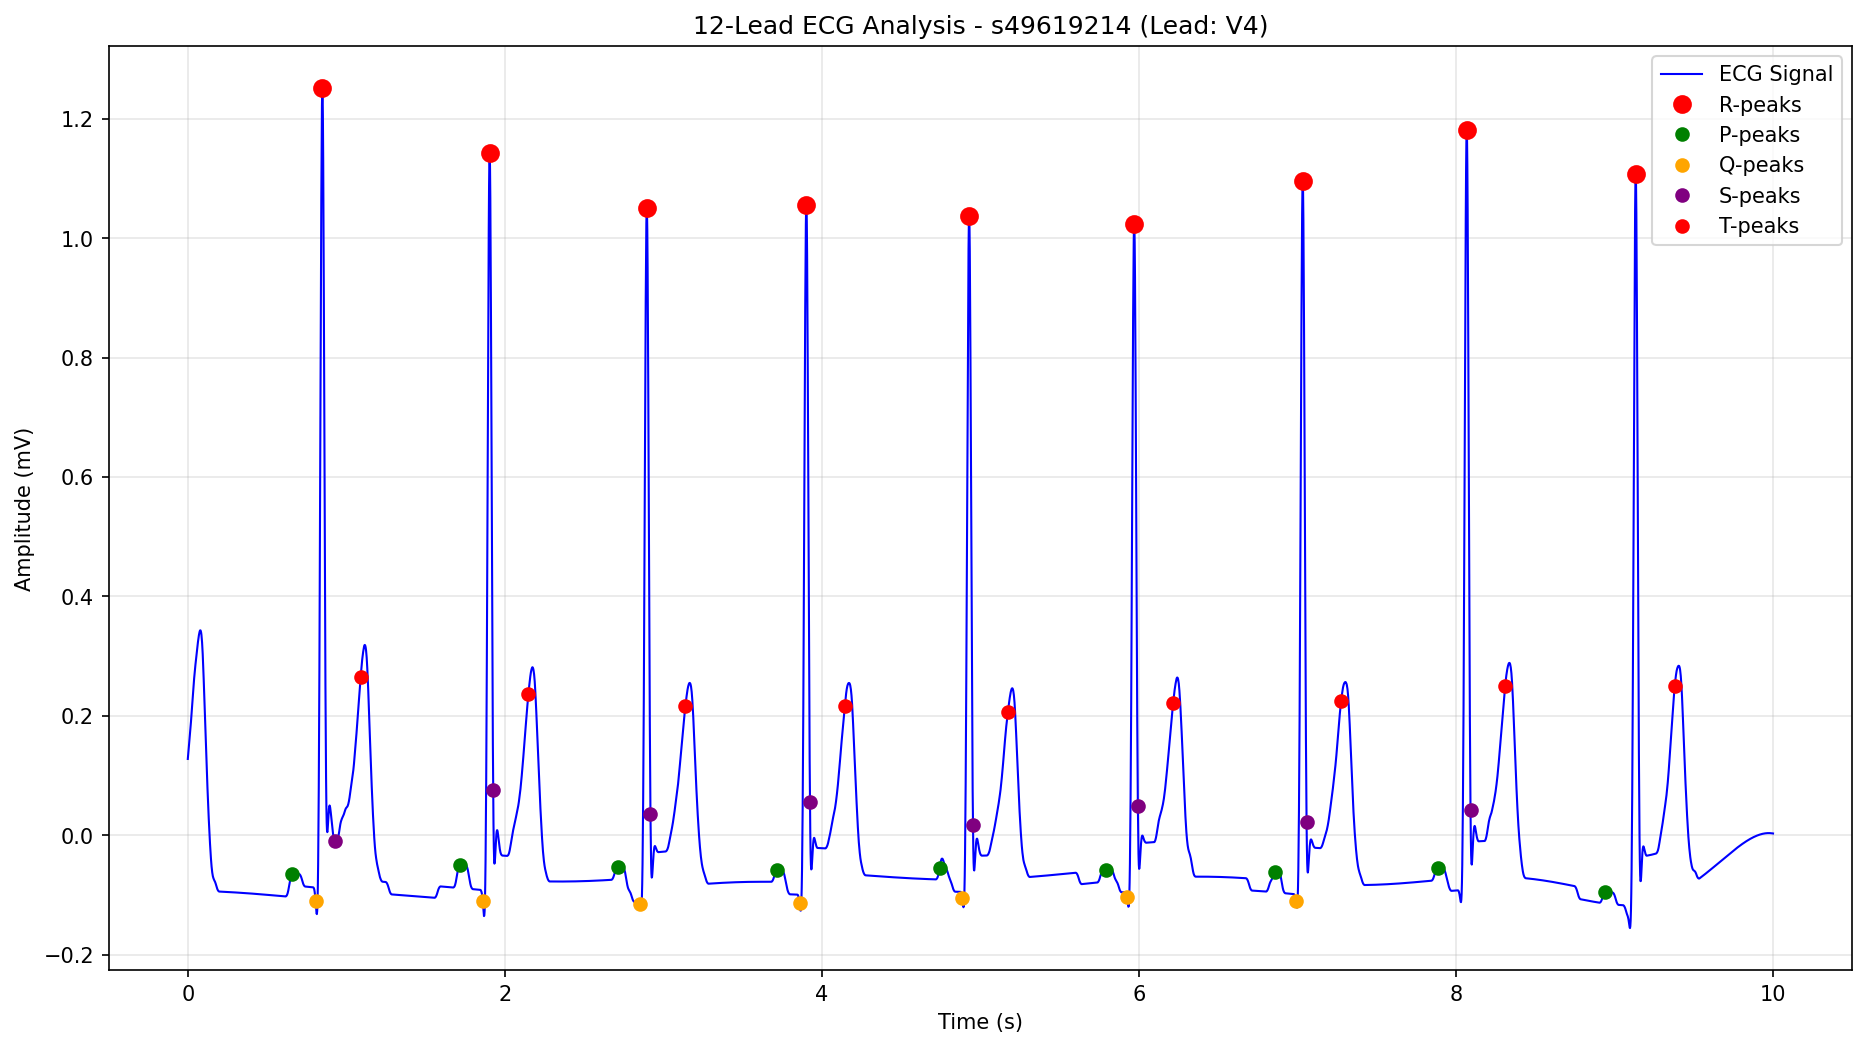 12-Lead ECG Analysis - s49619214 (Lead: V4)
ECG Signal
R-peaks
P-peaks
Q-peaks
S-peaks
T-peaks
Amplitude (mV)
1.2
1.0
0.8
0.6
0.4
0.2
0.0
−0.2
0 2 4 6 8 10
Time (s)